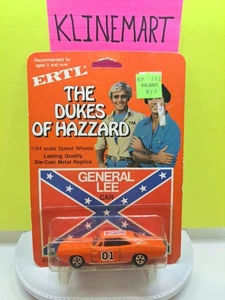 KLINEMART
Recommended for
ages 3 and over.
ERTL
THE
DUKES
OF HAZZARD
TM
1/64 scale Speed Wheels
Lasting Quality
Die-Cast Metal Replica
GENERAL
LEE
CAR
01